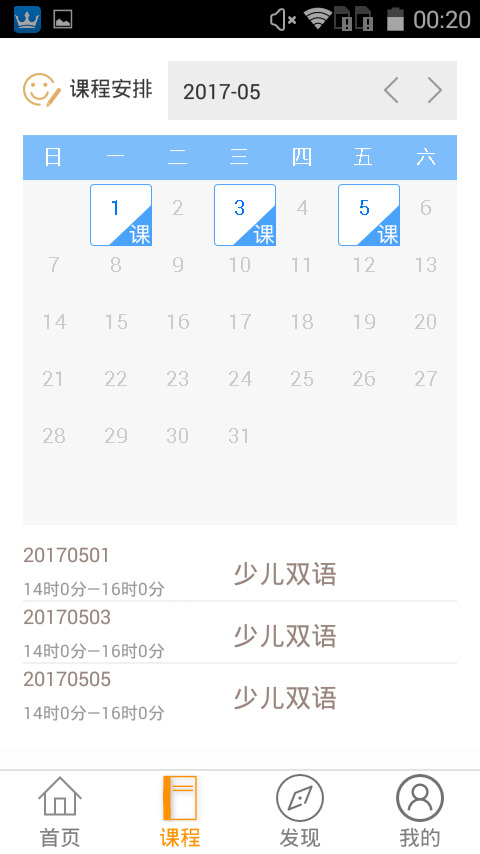 00:20
课程安排 2017-05
日 一 二 三 四 五 六
1课 2 3课 4 5课 6
7 8 9 10 11 12 13
14 15 16 17 18 19 20
21 22 23 24 25 26 27
28 29 30 31
20170501
14时0分—16时0分 少儿双语
20170503
14时0分—16时0分 少儿双语
20170505
14时0分—16时0分 少儿双语
首页 课程 发现 我的